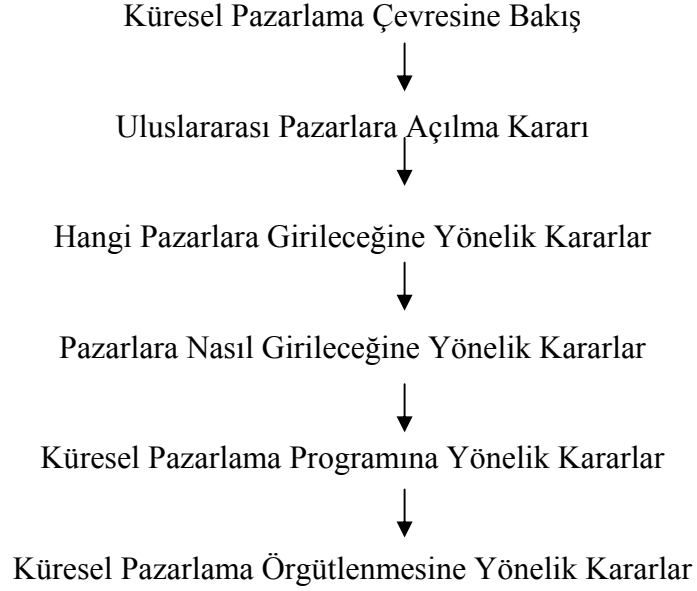 Küresel Pazarlama Çevresine Bakış
Uluslararası Pazarlara Açılma Kararı
Hangi Pazarlara Girileceğine Yönelik Kararlar
Pazarlara Nasıl Girileceğine Yönelik Kararlar
Küresel Pazarlama Programına Yönelik Kararlar
Küresel Pazarlama Örgütlenmesine Yönelik Kararlar